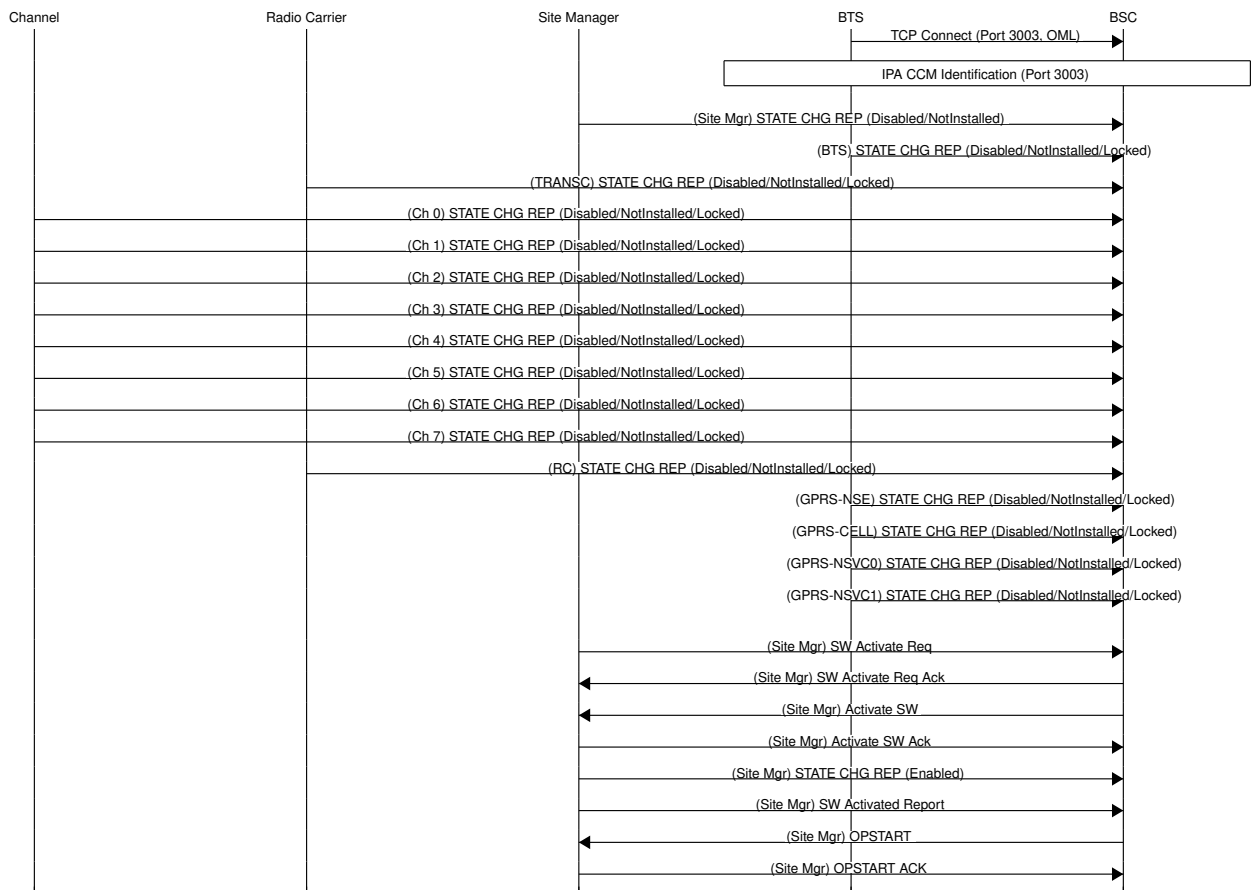 Channel Radio Carrier Site Manager BTS BSC
TCP Connect (Port 3003, OML)
IPA CCM Identification (Port 3003)
(Site Mgr) STATE CHG REP (Disabled/NotInstalled)
(BTS) STATE CHG REP (Disabled/NotInstalled/Locked)
(TRANSC) STATE CHG REP (Disabled/NotInstalled/Locked)
(Ch 0) STATE CHG REP (Disabled/NotInstalled/Locked)
(Ch 1) STATE CHG REP (Disabled/NotInstalled/Locked)
(Ch 2) STATE CHG REP (Disabled/NotInstalled/Locked)
(Ch 3) STATE CHG REP (Disabled/NotInstalled/Locked)
(Ch 4) STATE CHG REP (Disabled/NotInstalled/Locked)
(Ch 5) STATE CHG REP (Disabled/NotInstalled/Locked)
(Ch 6) STATE CHG REP (Disabled/NotInstalled/Locked)
(Ch 7) STATE CHG REP (Disabled/NotInstalled/Locked)
(RC) STATE CHG REP (Disabled/NotInstalled/Locked)
(GPRS-NSE) STATE CHG REP (Disabled/NotInstalled/Locked)
(GPRS-CELL) STATE CHG REP (Disabled/NotInstalled/Locked)
(GPRS-NSVC0) STATE CHG REP (Disabled/NotInstalled/Locked)
(GPRS-NSVC1) STATE CHG REP (Disabled/NotInstalled/Locked)
(Site Mgr) SW Activate Req
(Site Mgr) SW Activate Req Ack
(Site Mgr) Activate SW
(Site Mgr) Activate SW Ack
(Site Mgr) STATE CHG REP (Enabled)
(Site Mgr) SW Activated Report
(Site Mgr) OPSTART
(Site Mgr) OPSTART ACK